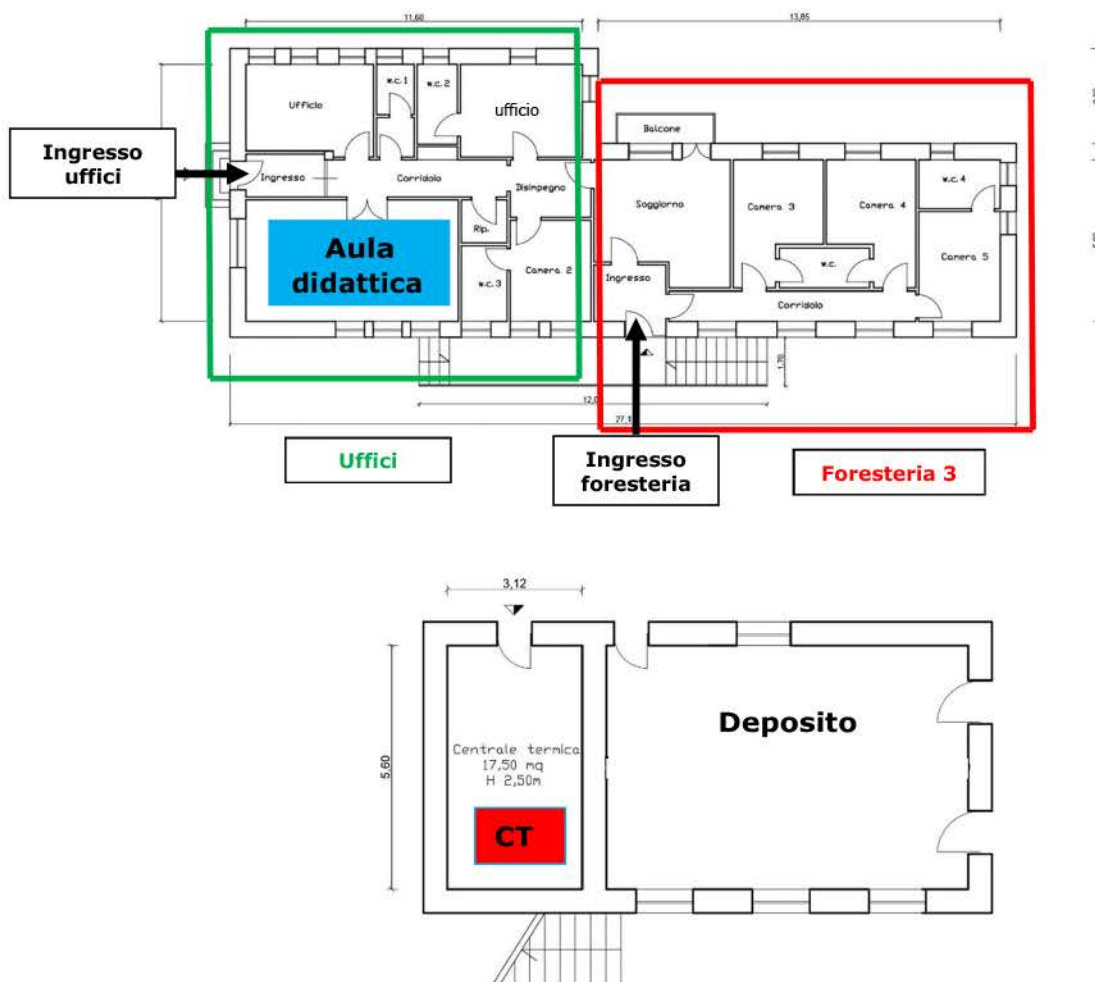 11,60
13,85
w.c.1
w.c.2
Ufficio
ufficio
Balcone
Ingresso
uffici
Ingresso
Corridoio
Disimpegno
Soggiorno
Camera 3
Camera 4
w.c.4
Rip.
Aula
didattica
w.c.3
Camera 2
Ingresso
w.c.
Camera 5
Corridoio
1,70
12,0
27,1
Uffici
Ingresso
foresteria
Foresteria 3
3,12
5,60
Centrale termica
17,50 mq
H 2,50m
CT
Deposito